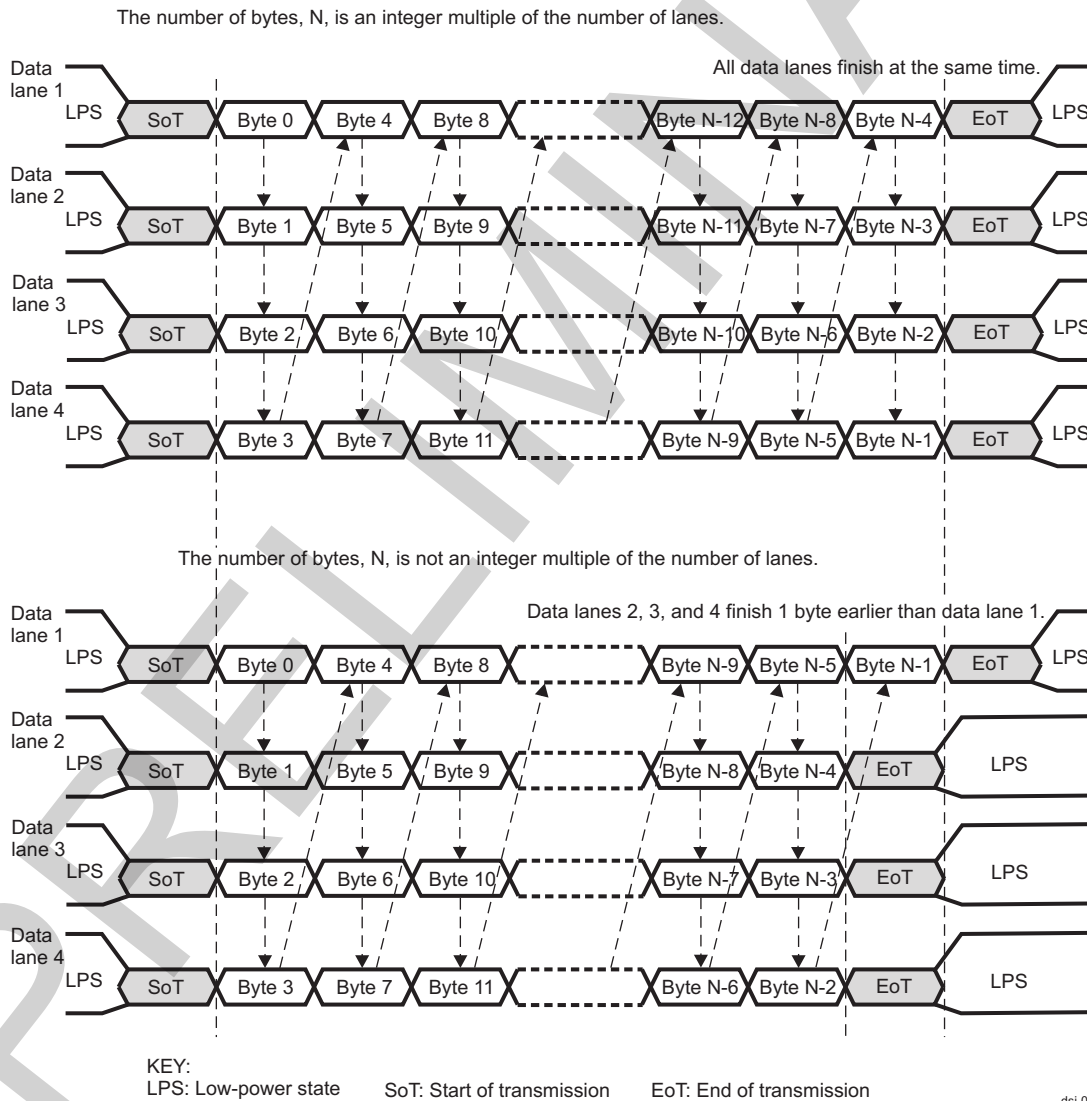 The number of bytes, N, is an integer multiple of the number of lanes.
All data lanes finish at the same time.
Data
lane 1
LPS SoT Byte 0 Byte 4 Byte 8 Byte N-12 Byte N-8 Byte N-4 EoT LPS
Data
lane 2
LPS SoT Byte 1 Byte 5 Byte 9 Byte N-11 Byte N-7 Byte N-3 EoT LPS
Data
lane 3
LPS SoT Byte 2 Byte 6 Byte 10 Byte N-10 Byte N-6 Byte N-2 EoT LPS
Data
lane 4
LPS SoT Byte 3 Byte 7 Byte 11 Byte N-9 Byte N-5 Byte N-1 EoT LPS
The number of bytes, N, is not an integer multiple of the number of lanes.
Data lanes 2, 3, and 4 finish 1 byte earlier than data lane 1.
Data
lane 1
LPS SoT Byte 0 Byte 4 Byte 8 Byte N-9 Byte N-5 Byte N-1 EoT LPS
Data
lane 2
LPS SoT Byte 1 Byte 5 Byte 9 Byte N-8 Byte N-4 EoT LPS
Data
lane 3
LPS SoT Byte 2 Byte 6 Byte 10 Byte N-7 Byte N-3 EoT LPS
Data
lane 4
LPS SoT Byte 3 Byte 7 Byte 11 Byte N-6 Byte N-2 EoT LPS
KEY:
LPS: Low-power state SoT: Start of transmission EoT: End of transmission